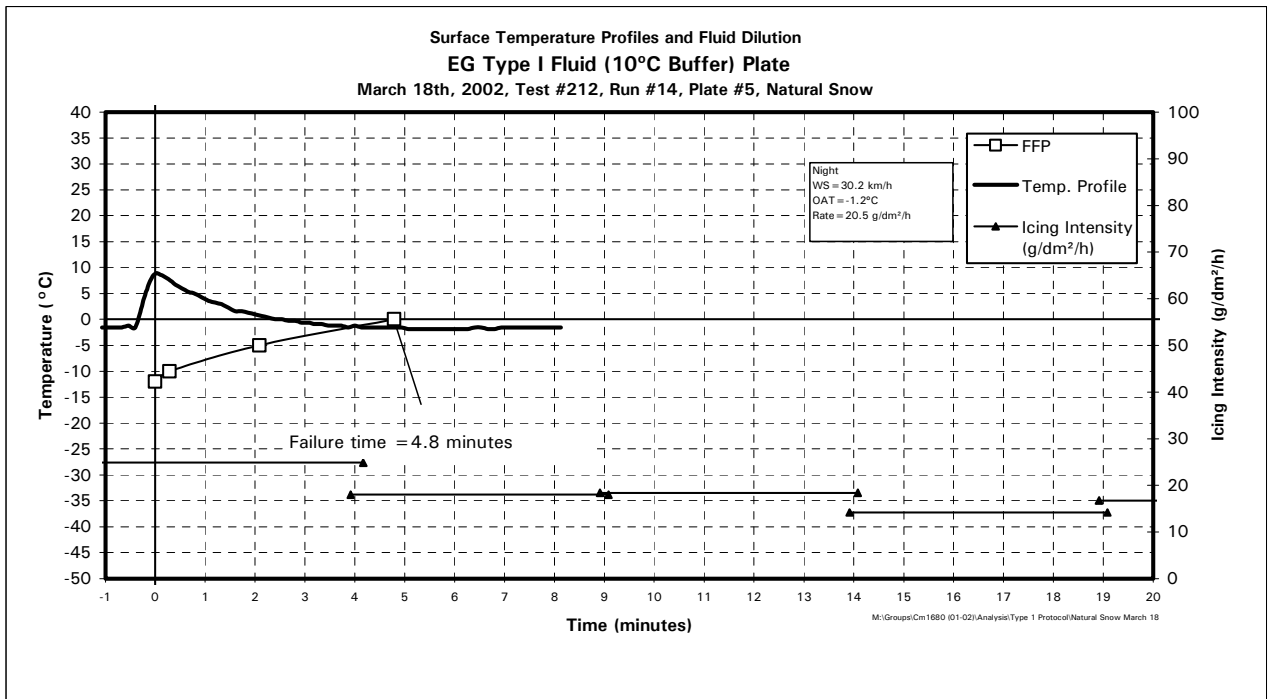 Surface Temperature Profiles and Fluid Dilution
EG Type I Fluid (10°C Buffer) Plate
March 18th, 2002, Test #212, Run #14, Plate #5, Natural Snow
40
35
30
25
20
15
10
5
0
-5
-10
-15
-20
-25
-30
-35
-40
-45
-50
Temperature (°C)
100
90
80
70
60
50
40
30
20
10
0
Icing Intensity (g/dm²/h)
Night
WS = 30.2 km/h
OAT = -1.2°C
Rate = 20.5 g/dm²/h
FFP
Temp. Profile
Icing Intensity
(g/dm²/h)
Failure time = 4.8 minutes
-1 0 1 2 3 4 5 6 7 8 9 10 11 12 13 14 15 16 17 18 19 20
Time (minutes)
M:\Groups\Cm1680 (01-02)\Analysis\Type 1 Protocol\Natural Snow March 18